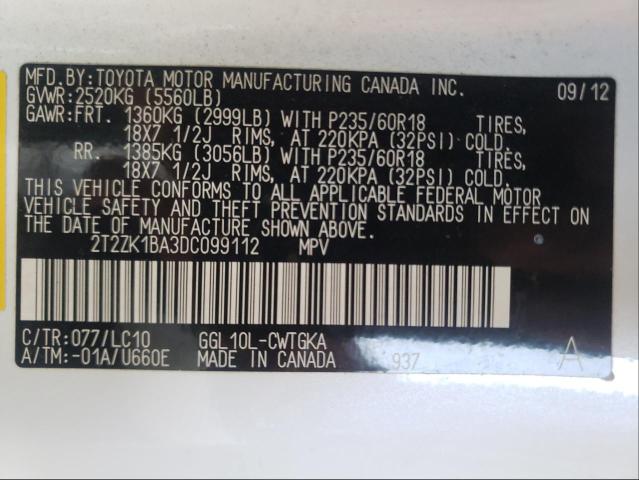 MFD.BY:TOYOTA MOTOR MANUFACTURING CANADA INC. 09/12
GVWR:2520KG (5560LB)
GAWR:FRT. 1360KG (2999LB) WITH P235/60R18 TIRES,
18X7 1/2J RIMS, AT 220KPA (32PSI) COLD.
RR. 1385KG (3056LB) WITH P235/60R18 TIRES,
18X7 1/2J RIMS, AT 220KPA (32PSI) COLD.
THIS VEHICLE CONFORMS TO ALL APPLICABLE FEDERAL MOTOR
VEHICLE SAFETY AND THEFT PREVENTION STANDARDS IN EFFECT ON
THE DATE OF MANUFACTURE SHOWN ABOVE.
2T2ZK1BA3DC099112 MPV
C/TR:077/LC10 GGL10L-CWTGKA
A/TM:-01A/U660E MADE IN CANADA 937 A